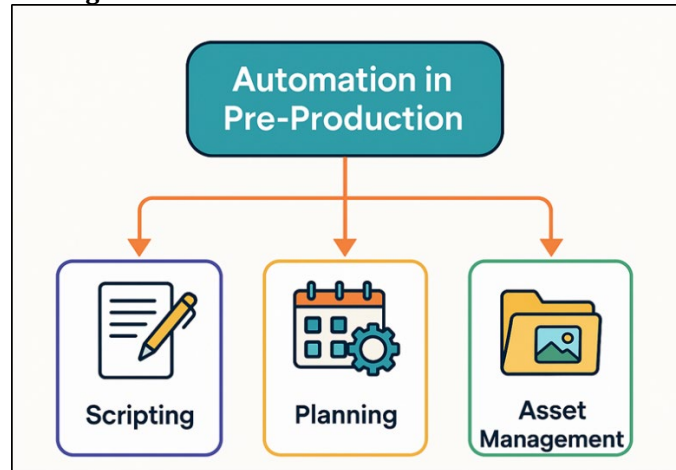 Automation in
Pre-Production
Scripting
Planning
Asset
Management